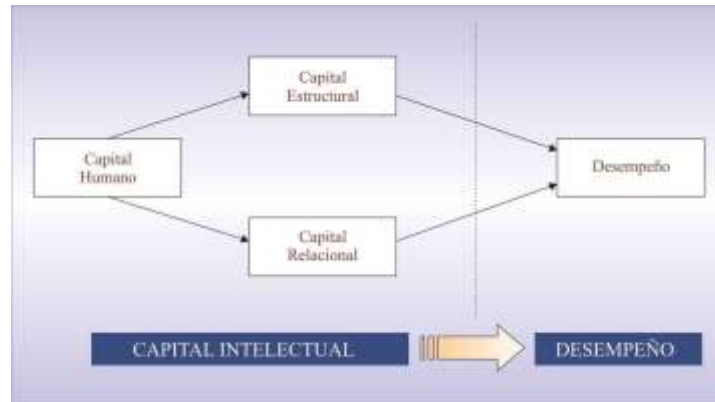 Capital
Estructural
Capital
Humano
Desempeño
Capital
Relacional
CAPITAL INTELECTUAL
DESEMPEÑO